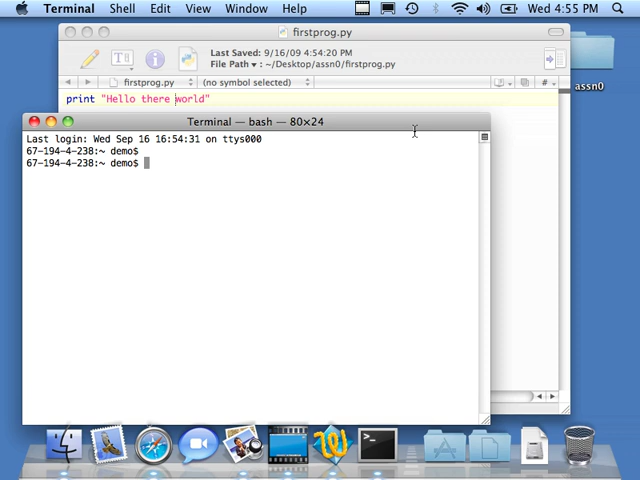 Terminal Shell Edit View Window Help Wed 4:55 PM
firstprog.py
Last Saved: 9/16/09 4:54:20 PM
File Path ▾ : ~/Desktop/assn0/firstprog.py
firstprog.py (no symbol selected) #
print "Hello there world"
assn0
Terminal — bash — 80×24
Last login: Wed Sep 16 16:54:31 on ttys000
67-194-4-238:~ demo$
67-194-4-238:~ demo$